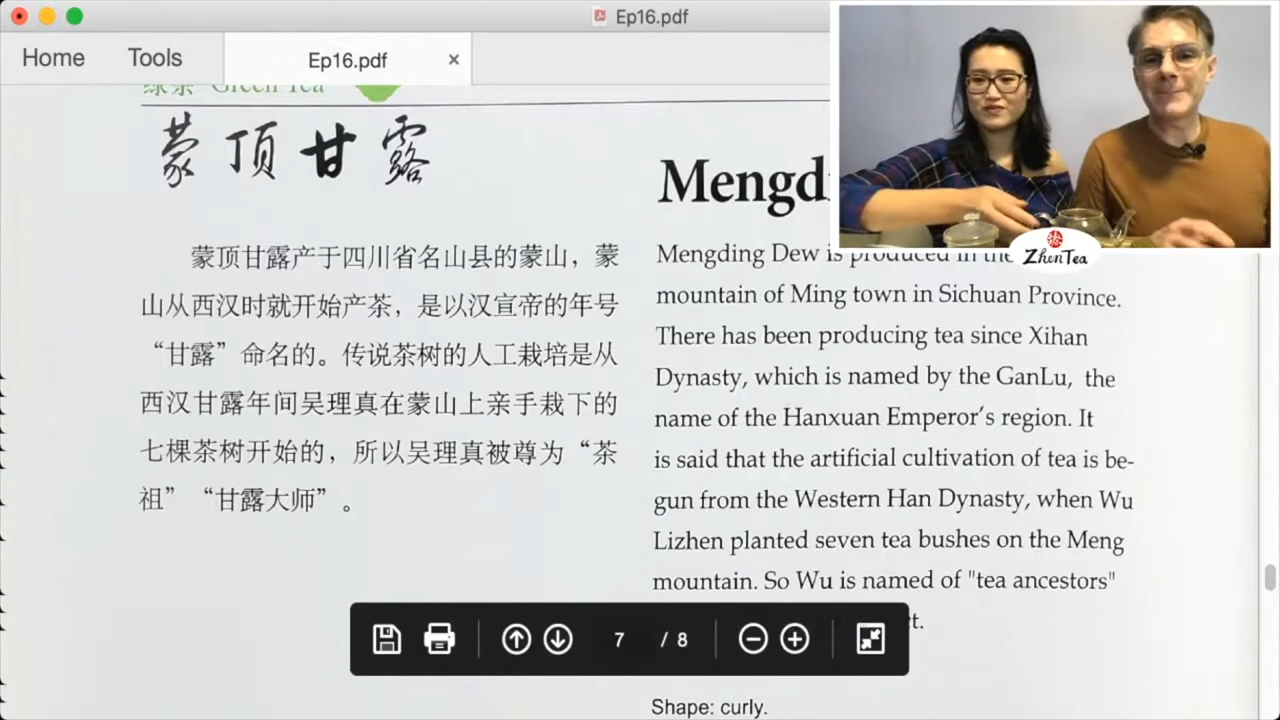 Ep16.pdf
Home
Tools
Ep16.pdf
×
绿茶 Green Tea
蒙顶甘露
蒙顶甘露产于四川省名山县的蒙山，蒙
山从西汉时就开始产茶，是以汉宣帝的年号
“甘露”命名的。传说茶树的人工栽培是从
西汉甘露年间吴理真在蒙山上亲手栽下的
七棵茶树开始的，所以吴理真被尊为“茶
祖”“甘露大师”。
Mengd
Mengding Dew is produced in the
mountain of Ming town in Sichuan Province.
There has been producing tea since Xihan
Dynasty, which is named by the GanLu, the
name of the Hanxuan Emperor's region. It
is said that the artificial cultivation of tea is be-
gun from the Western Han Dynasty, when Wu
Lizhen planted seven tea bushes on the Meng
mountain. So Wu is named of "tea ancestors"
Shape: curly.
7 / 8
ZhenTea